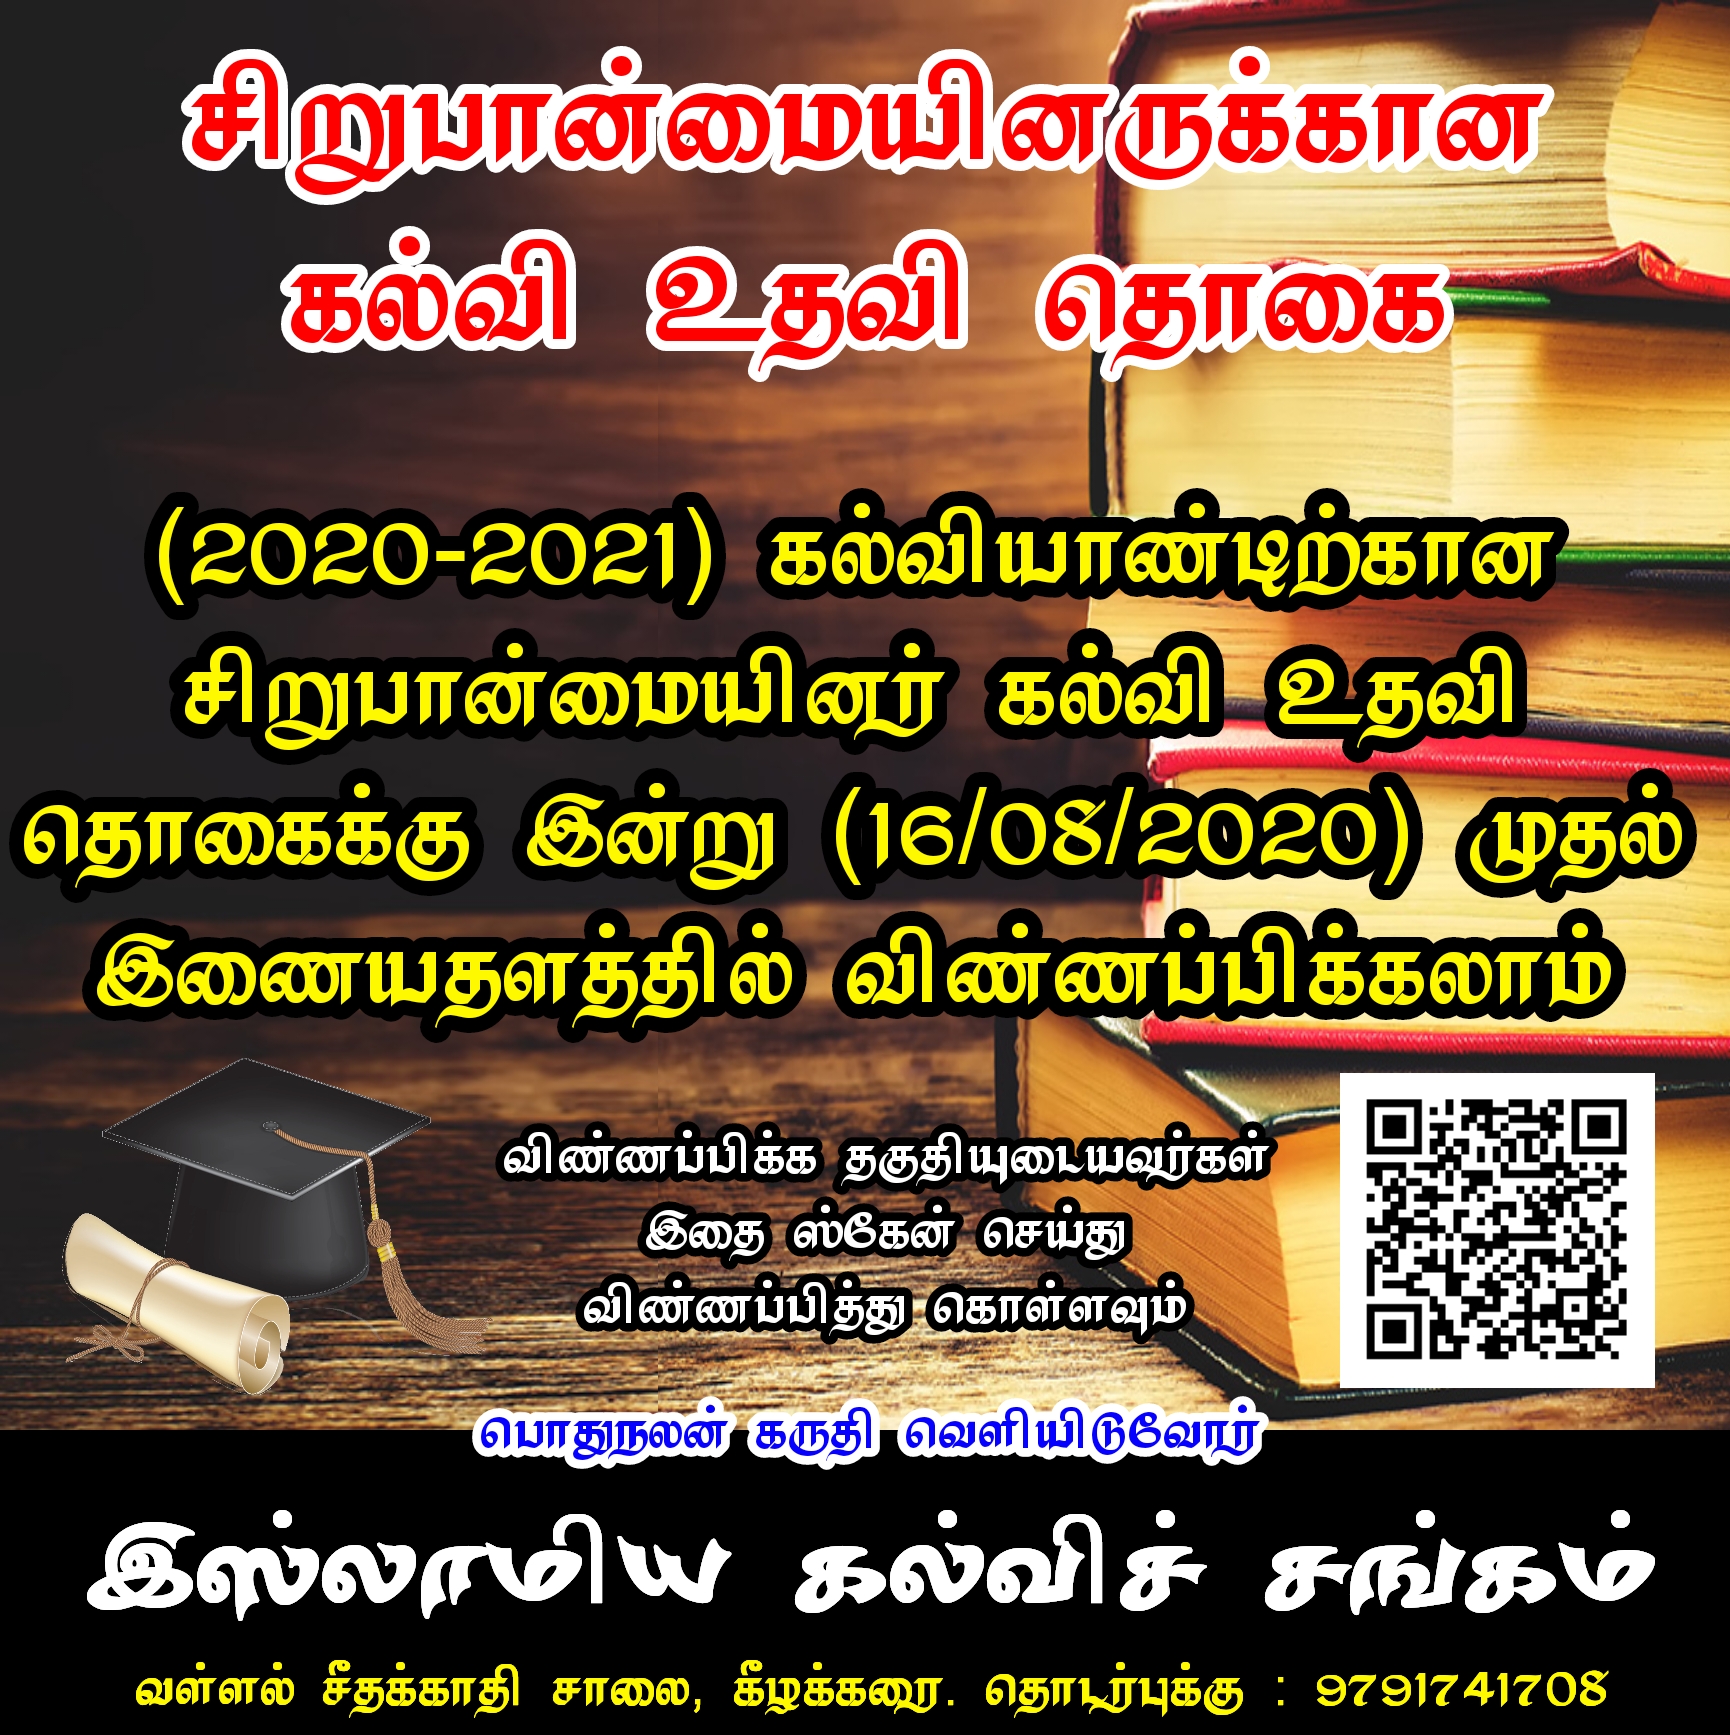 சிறுபான்மையினருக்கான
கல்வி உதவி தொகை
(2020-2021) கல்வியாண்டிற்கான
சிறுபான்மையினர் கல்வி உதவி
தொகைக்கு இன்று (16/08/2020) முதல்
இணையதளத்தில் விண்ணப்பிக்கலாம்
விண்ணப்பிக்க தகுதியுடையவர்கள்
இதை ஸ்கேன் செய்து
விண்ணப்பித்து கொள்ளவும்
பொதுநலன் கருதி வெளியிடுவோர்
இஸ்லாமிய கல்விச் சங்கம்
வள்ளல் சீதக்காதி சாலை, கீழக்கரை. தொடர்புக்கு : 9791741708